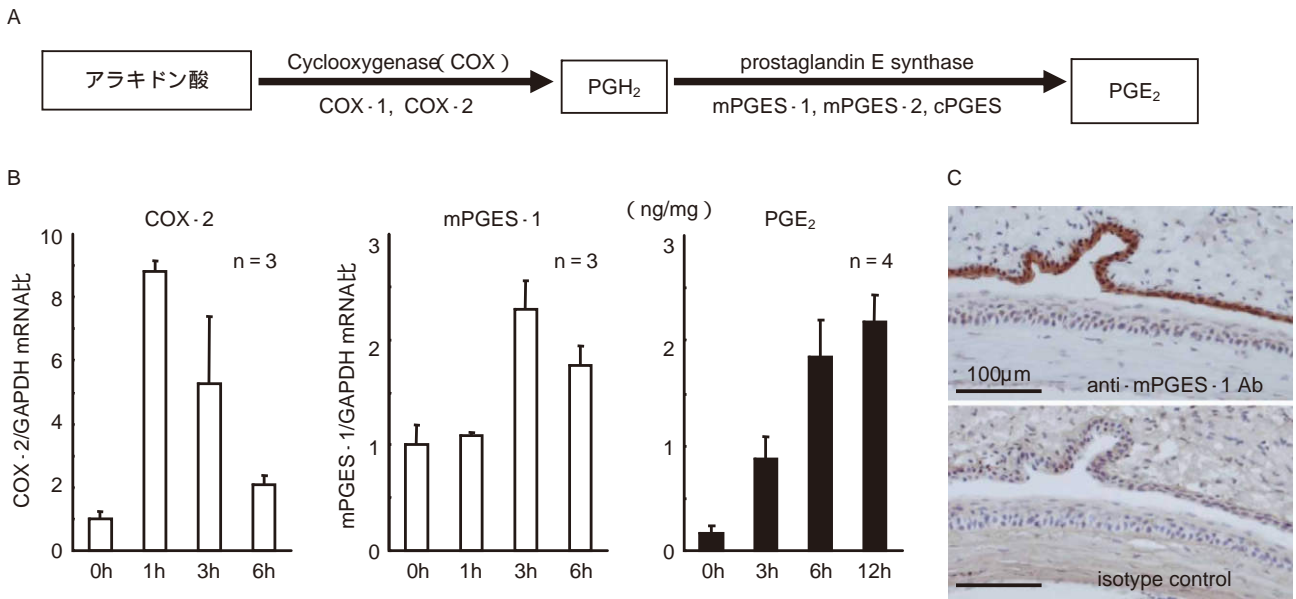 A
アラキドン酸
Cyclooxygenase（COX）
COX・1, COX・2
PGH₂
prostaglandin E synthase
mPGES・1, mPGES・2, cPGES
PGE₂
B
COX・2
n = 3
COX・2/GAPDH mRNA比
10
8
6
4
2
0
0h 1h 3h 6h
mPGES・1
n = 3
mPGES・1/GAPDH mRNA比
3
2
1
0
0h 1h 3h 6h
（ng/mg）
PGE₂
n = 4
3
2
1
0
0h 3h 6h 12h
C
100μm
anti・mPGES・1 Ab
isotype control